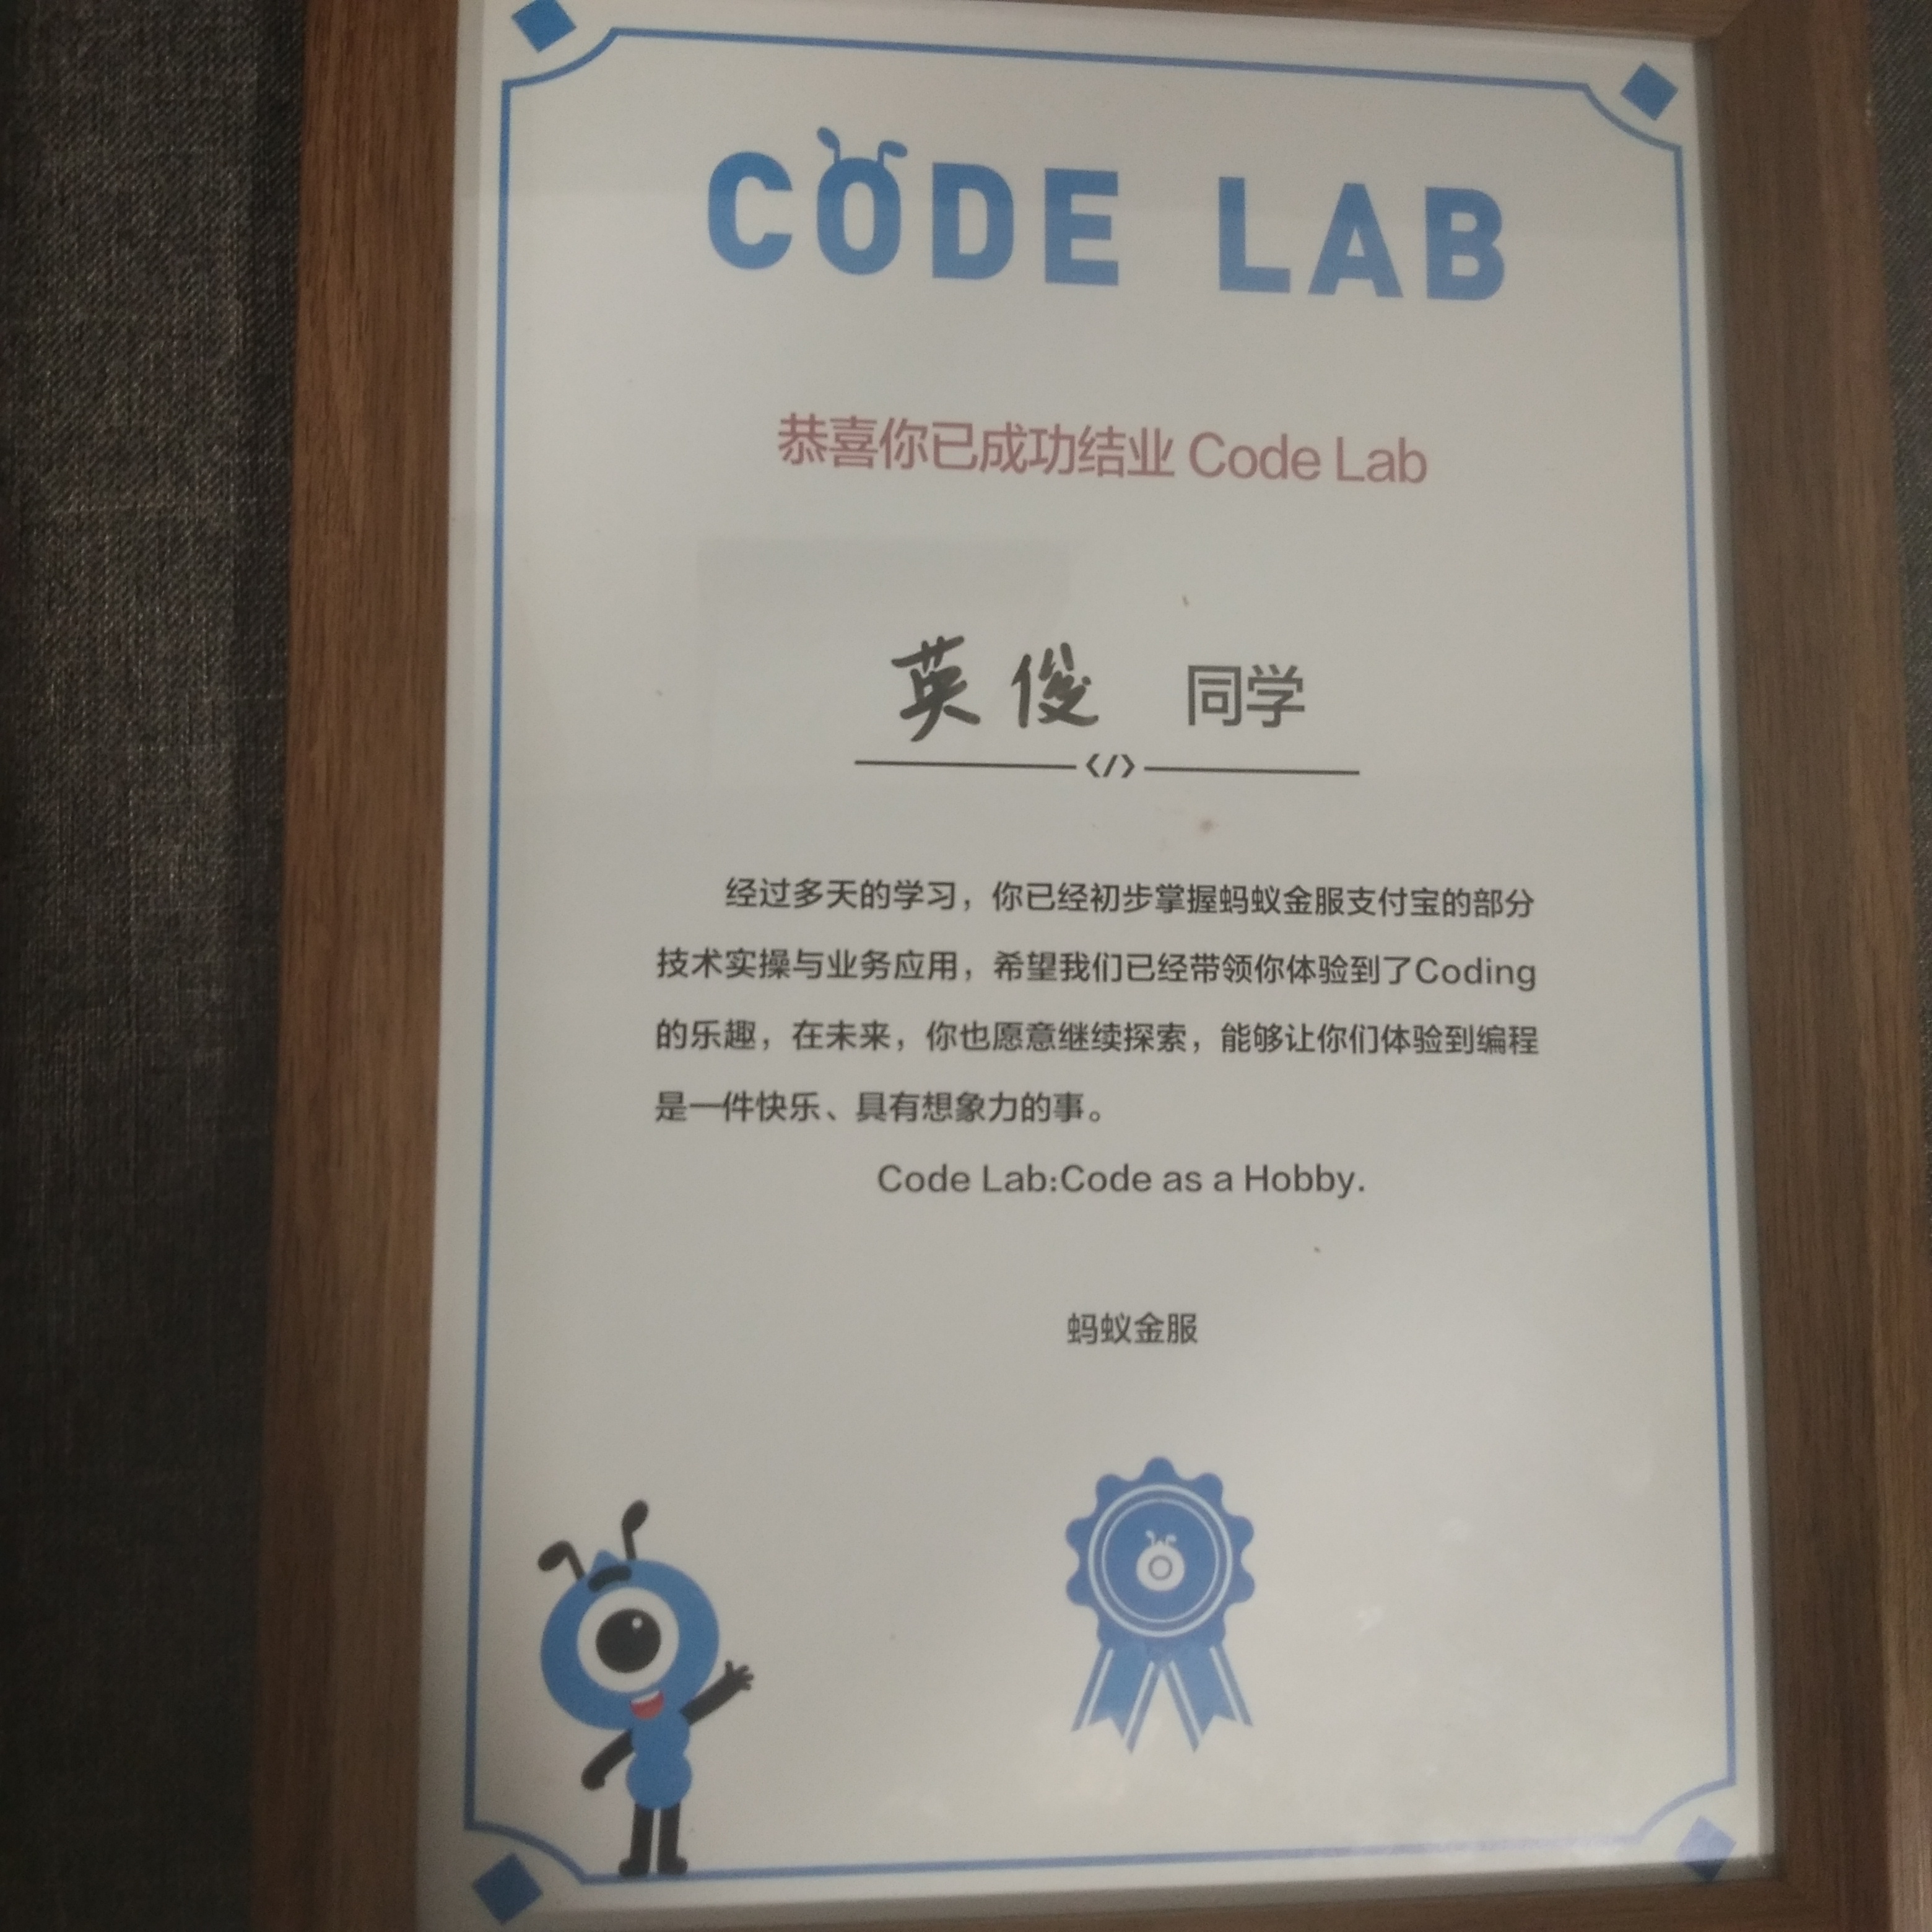 CODE LAB
恭喜你已成功结业 Code Lab
英俊 同学
</>
经过多天的学习，你已经初步掌握蚂蚁金服支付宝的部分
技术实操与业务应用，希望我们已经带领你体验到了Coding
的乐趣，在未来，你也愿意继续探索，能够让你们体验到编程
是一件快乐、具有想象力的事。
Code Lab:Code as a Hobby.
蚂蚁金服